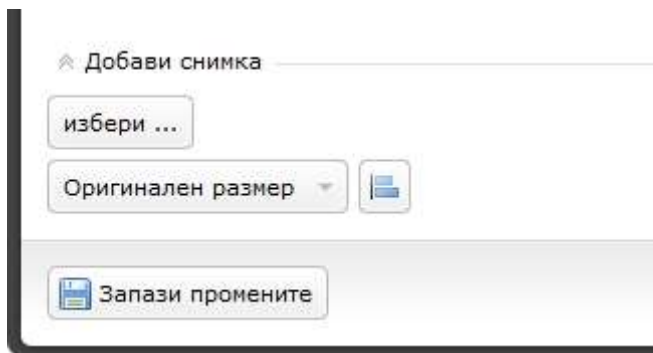 Добави снимка
избери ...
Оригинален размер
Запази промените